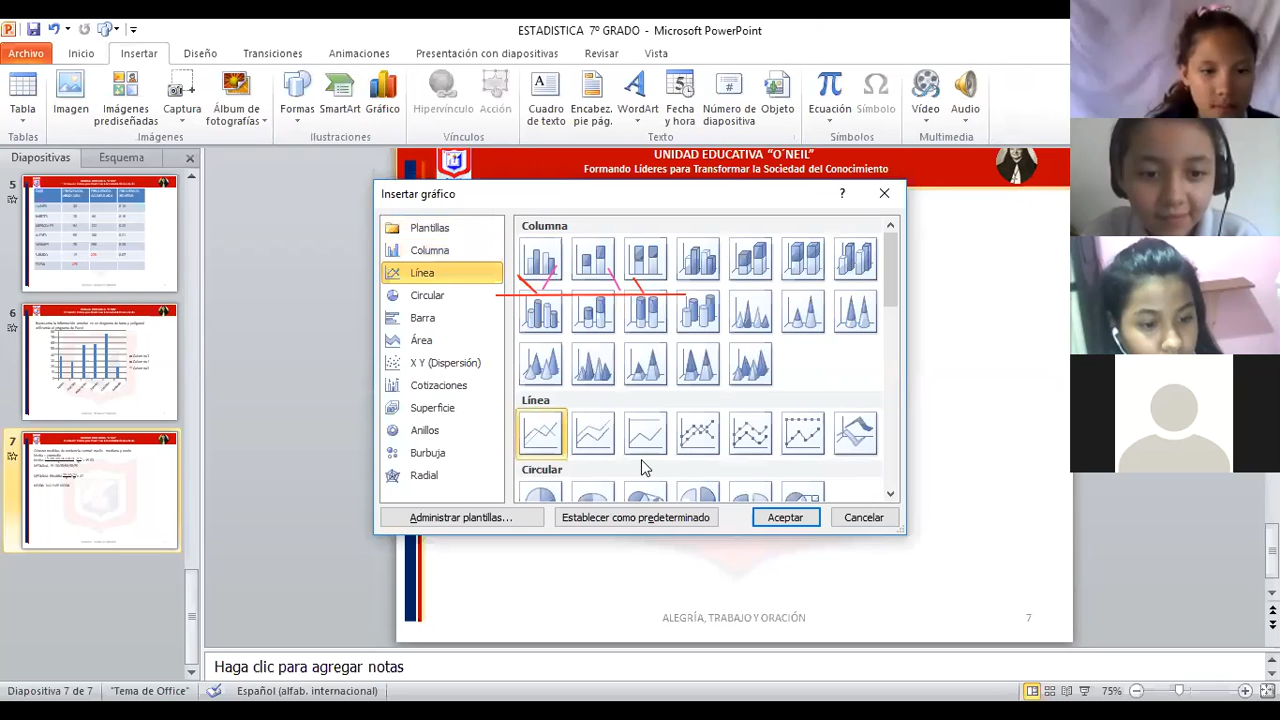 ESTADISTICA 7º GRADO - Microsoft PowerPoint
Archivo Inicio Insertar Diseño Transiciones Animaciones Presentación con diapositivas Revisar Vista
Tabla Imagen Imágenes prediseñadas Captura Álbum de fotografías Formas SmartArt Gráfico Hipervínculo Acción Cuadro de texto Encabez. pie pág. WordArt Fecha y hora Número de diapositiva Objeto Ecuación Símbolo Vídeo Audio
Tablas Imágenes Ilustraciones Vínculos Texto Símbolos Multimedia
Diapositivas Esquema
UNIDAD EDUCATIVA "O´NEIL"
Formando Líderes para Transformar la Sociedad del Conocimiento
5
6
7
Insertar gráfico
Plantillas
Columna
Línea
Circular
Barra
Área
X Y (Dispersión)
Cotizaciones
Superficie
Anillos
Burbuja
Radial
Columna
Línea
Circular
Administrar plantillas... Establecer como predeterminado Aceptar Cancelar
ALEGRÍA, TRABAJO Y ORACIÓN 7
Haga clic para agregar notas
Diapositiva 7 de 7 "Tema de Office" Español (alfab. internacional) 75%